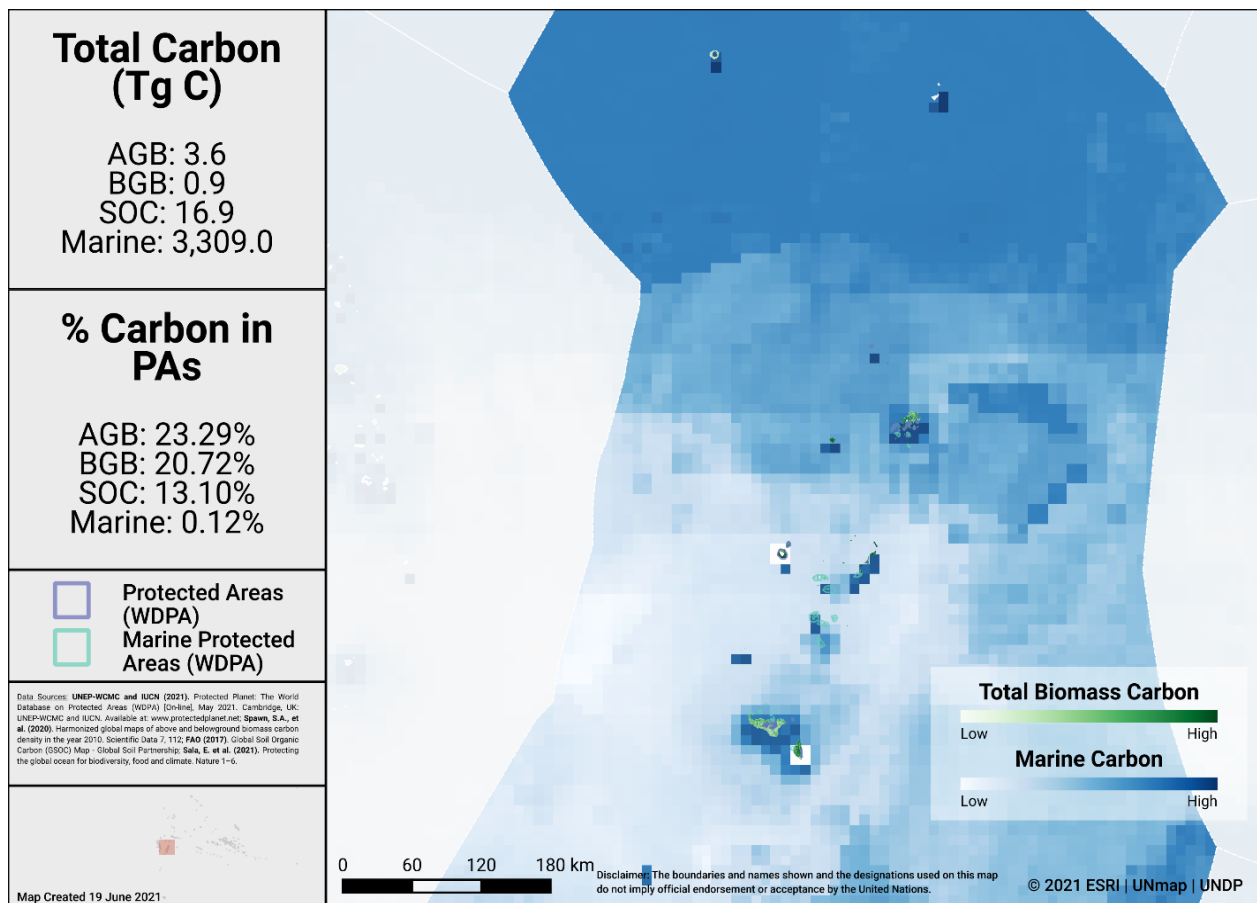 Total Carbon
(Tg C)
AGB: 3.6
BGB: 0.9
SOC: 16.9
Marine: 3,309.0
% Carbon in
PAs
AGB: 23.29%
BGB: 20.72%
SOC: 13.10%
Marine: 0.12%
Protected Areas
(WDPA)
Marine Protected
Areas (WDPA)
Data Sources: UNEP-WCMC and IUCN (2021). Protected Planet: The World
Database on Protected Areas (WDPA) [On-line], May 2021. Cambridge, UK:
UNEP-WCMC and IUCN. Available at: www.protectedplanet.net; Spawn, S.A., et
al. (2020). Harmonized global maps of above and belowground biomass carbon
density in the year 2010. Scientific Data 7, 112; FAO (2017). Global Soil Organic
Carbon (GSOC) Map - Global Soil Partnership; Sala, E. et al. (2021). Protecting
the global ocean for biodiversity, food and climate. Nature 1–6.
Map Created 19 June 2021
Total Biomass Carbon
Low High
Marine Carbon
Low High
0 60 120 180 km
Disclaimer: The boundaries and names shown and the designations used on this map
do not imply official endorsement or acceptance by the United Nations.
© 2021 ESRI | UNmap | UNDP